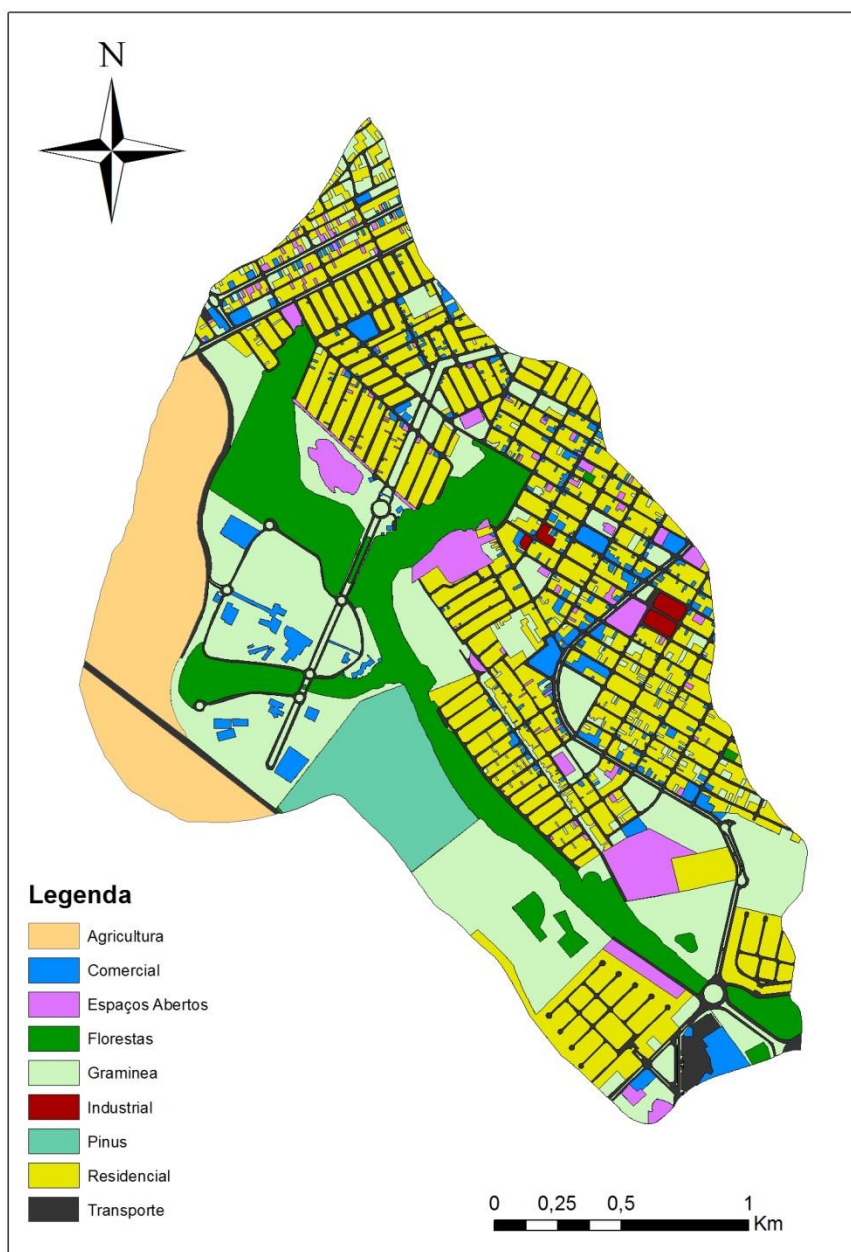 N
Legenda
Agricultura
Comercial
Espaços Abertos
Florestas
Graminea
Industrial
Pinus
Residencial
Transporte
0 0,25 0,5 1
Km